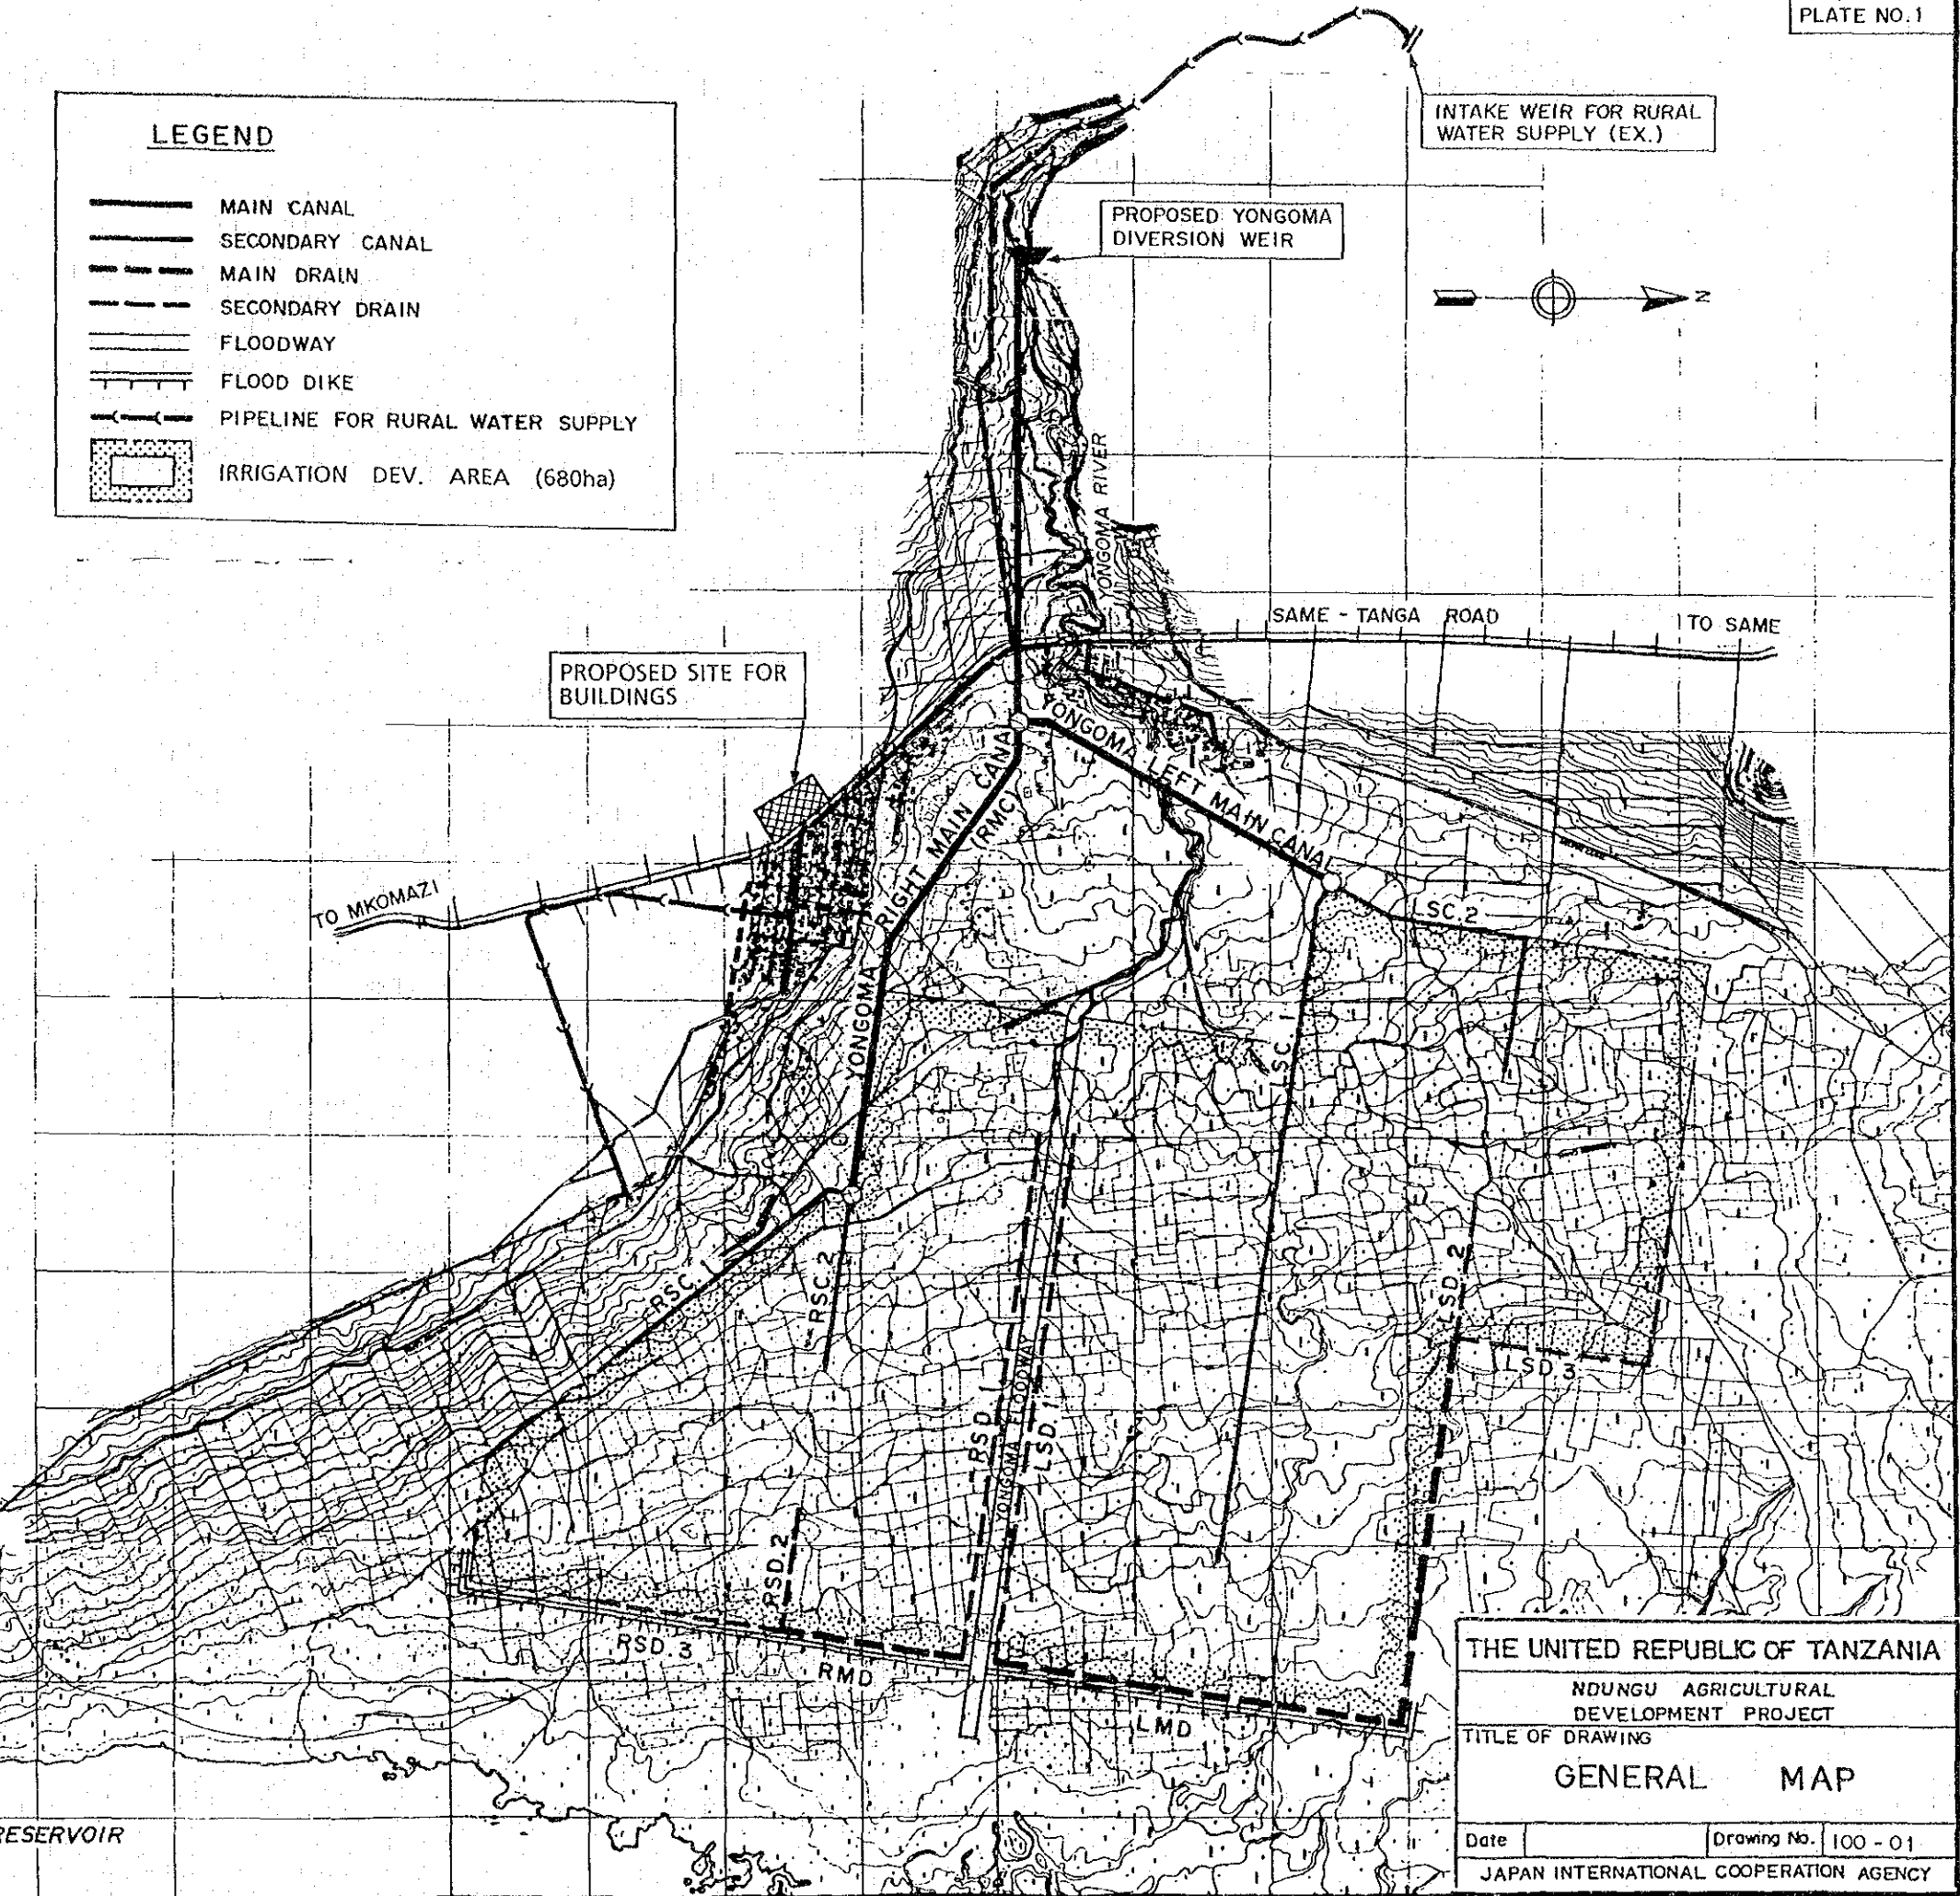 PLATE NO.1
LEGEND
MAIN CANAL
SECONDARY CANAL
MAIN DRAIN
SECONDARY DRAIN
FLOODWAY
FLOOD DIKE
PIPELINE FOR RURAL WATER SUPPLY
IRRIGATION DEV. AREA (680ha)
INTAKE WEIR FOR RURAL
WATER SUPPLY (EX.)
PROPOSED YONGOMA
DIVERSION WEIR
N
YONGOMA RIVER
SAME - TANGA ROAD
TO SAME
PROPOSED SITE FOR
BUILDINGS
TO MKOMAZI
YONGOMA RIGHT MAIN CANAL
(RMC)
YONGOMA LEFT MAIN CANAL
LSC.2
LSC.1
RSC.1
RSC.2
RSD.1
YONGOMA FLOODWAY
LSD.1
LSD.2
LSD.3
RSD.2
RSD.3
RMD
LMD
RESERVOIR
THE UNITED REPUBLIC OF TANZANIA
NDUNGU AGRICULTURAL
DEVELOPMENT PROJECT
TITLE OF DRAWING
GENERAL MAP
Date
Drawing No. 100-01
JAPAN INTERNATIONAL COOPERATION AGENCY